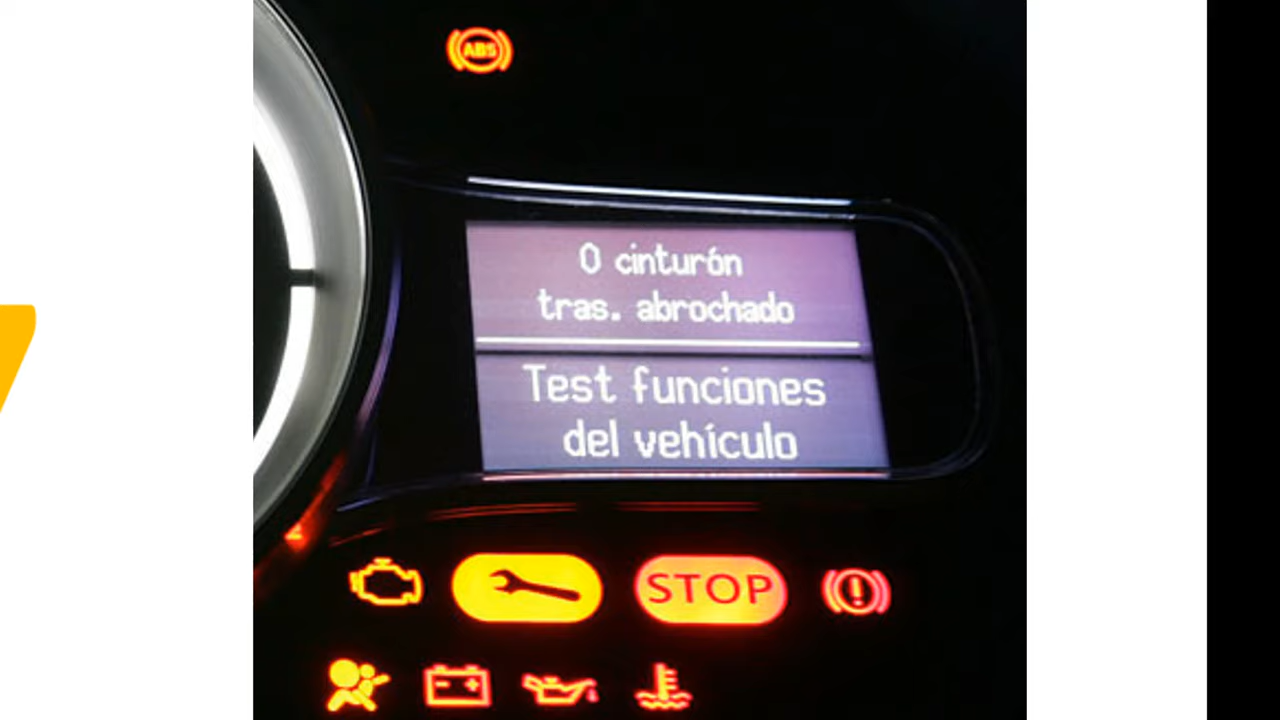 ABS
0 cinturón
tras. abrochado
Test funciones
del vehículo
STOP